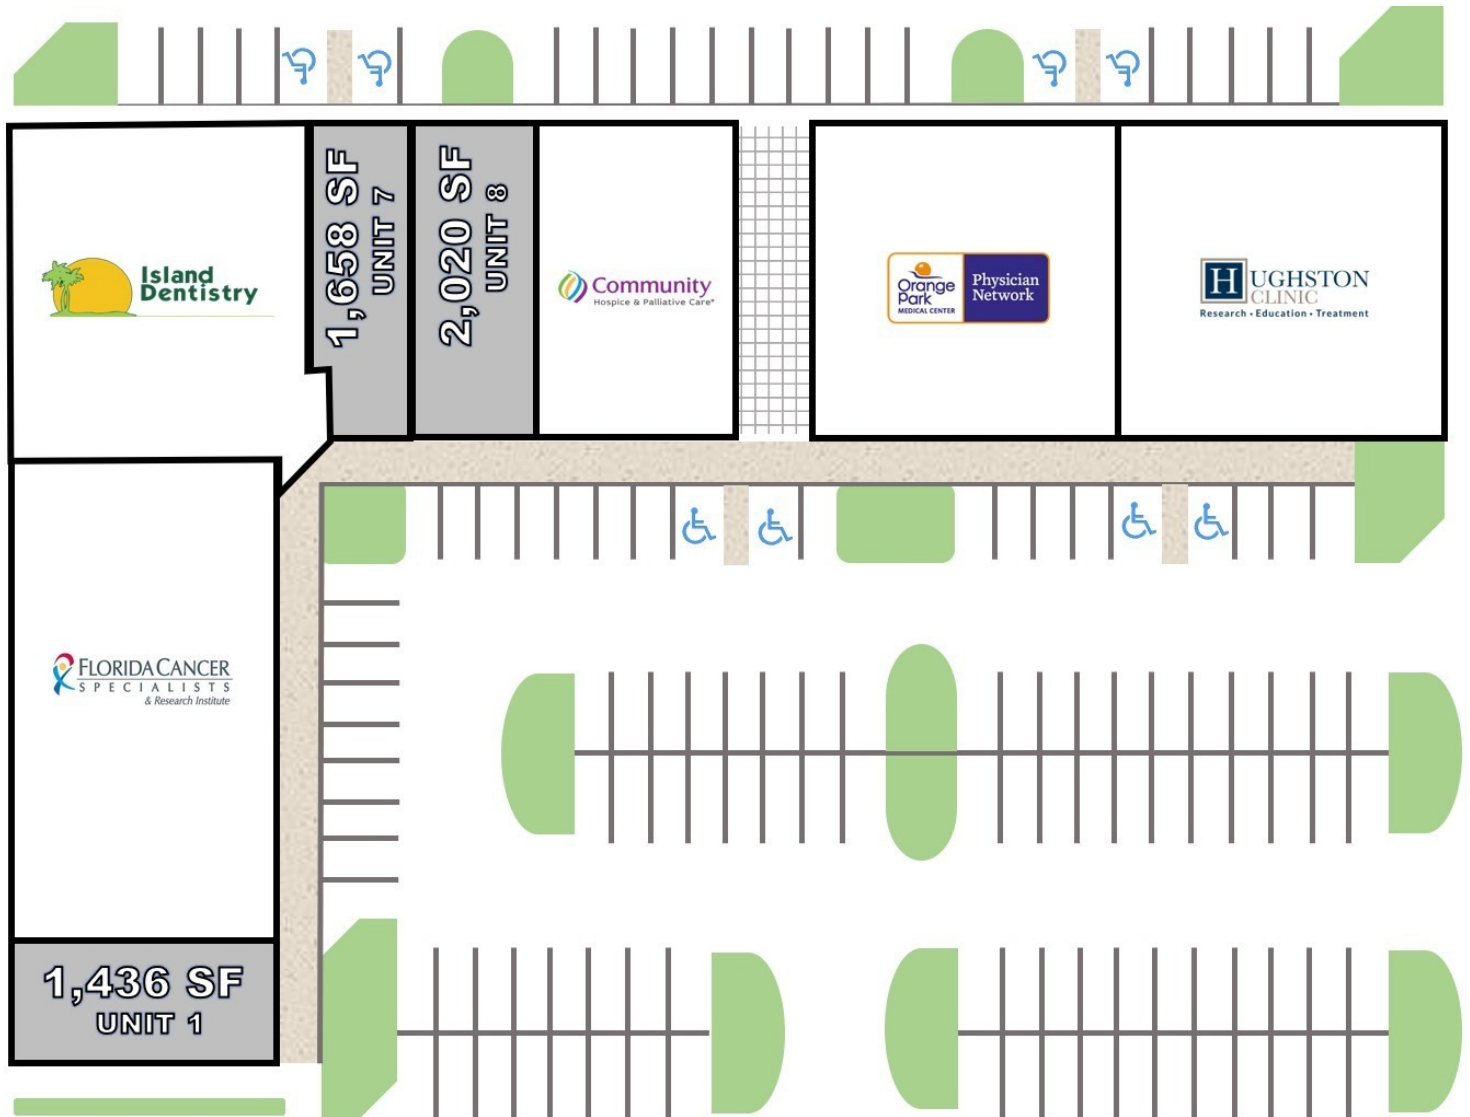 1,658 SF
UNIT 7
2,020 SF
UNIT 8
Island
Dentistry
Community
Hospice & Palliative Care*
Orange
Park
MEDICAL CENTER
Physician
Network
HUGHSTON
CLINIC
Research • Education • Treatment
FLORIDA CANCER
SPECIALISTS
& Research Institute
1,436 SF
UNIT 1